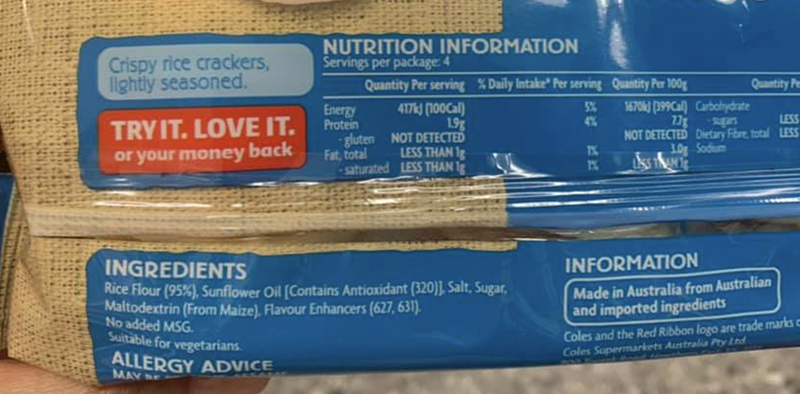 Crispy rice crackers,
lightly seasoned.
TRY IT. LOVE IT.
or your money back
NUTRITION INFORMATION
Servings per package: 4
Quantity Per serving % Daily Intake* Per serving Quantity Per 100g Quantity Pe
Energy 417kJ (100Cal) 5% 1670kJ (399Cal) Carbohydrate
Protein 1.9g 4% 7.7g - sugars LESS
- gluten NOT DETECTED NOT DETECTED Dietary Fibre, total LESS
Fat, total LESS THAN 1g 1% 3.0g Sodium
- saturated LESS THAN 1g 1% LESS THAN 1g
INGREDIENTS
Rice Flour (95%), Sunflower Oil [Contains Antioxidant (320)], Salt, Sugar,
Maltodextrin (From Maize), Flavour Enhancers (627, 631).
No added MSG.
Suitable for vegetarians.
ALLERGY ADVICE
MAY BE
INFORMATION
Made in Australia from Australian
and imported ingredients
Coles and the Red Ribbon logo are trade marks
Coles Supermarkets Australia Pty Ltd